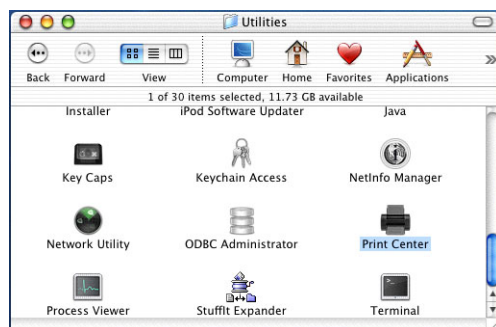 Utilities
Back Forward View Computer Home Favorites Applications »
1 of 30 items selected, 11.73 GB available
Installer iPod Software Updater Java
Key Caps Keychain Access NetInfo Manager
Network Utility ODBC Administrator Print Center
Process Viewer StuffIt Expander Terminal